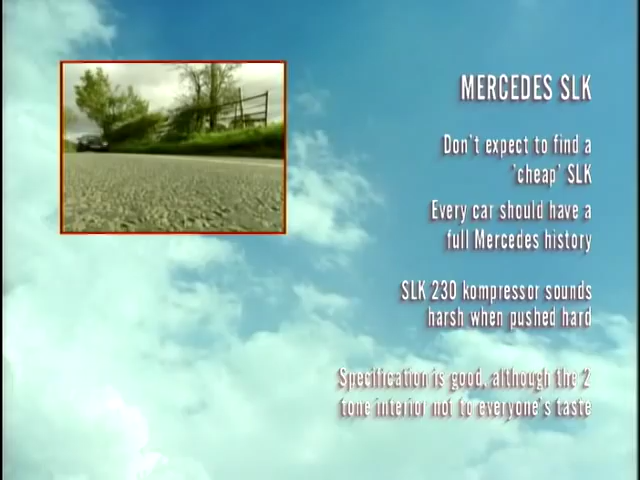 MERCEDES SLK
Don't expect to find a
'cheap' SLK
Every car should have a
full Mercedes history
SLK 230 kompressor sounds
harsh when pushed hard
Specification is good, although the 2
tone interior not to everyone's taste